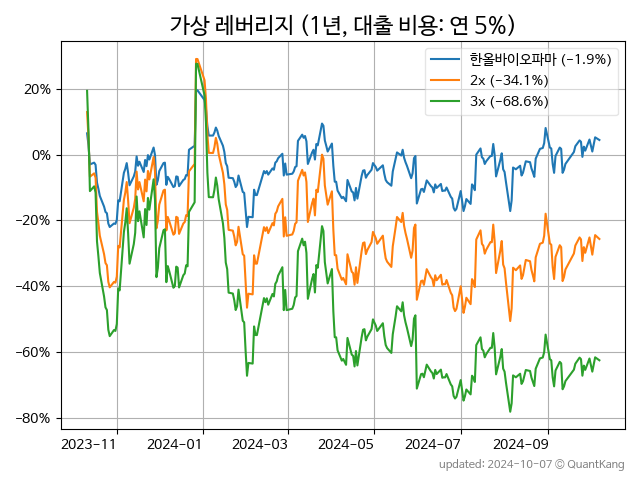 가상 레버리지 (1년, 대출 비용: 연 5%)
한올바이오파마 (−1.9%)
2x (−34.1%)
3x (−68.6%)
20%
0%
−20%
−40%
−60%
−80%
2023-11
2024-01
2024-03
2024-05
2024-07
2024-09
updated: 2024-10-07 © QuantKang